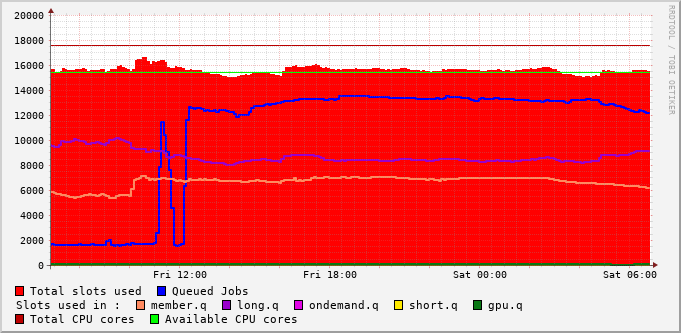 20000
18000
16000
14000
12000
10000
8000
6000
4000
2000
0
Fri 12:00 Fri 18:00 Sat 00:00 Sat 06:00
Total slots used Queued Jobs
Slots used in : member.q long.q ondemand.q short.q gpu.q
Total CPU cores Available CPU cores
RRDTOOL / TOBI OETIKER